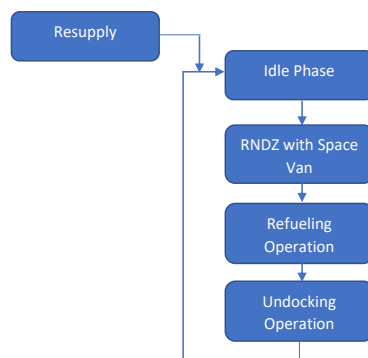 Resupply
Idle Phase
RNDZ with Space
Van
Refueling
Operation
Undocking
Operation